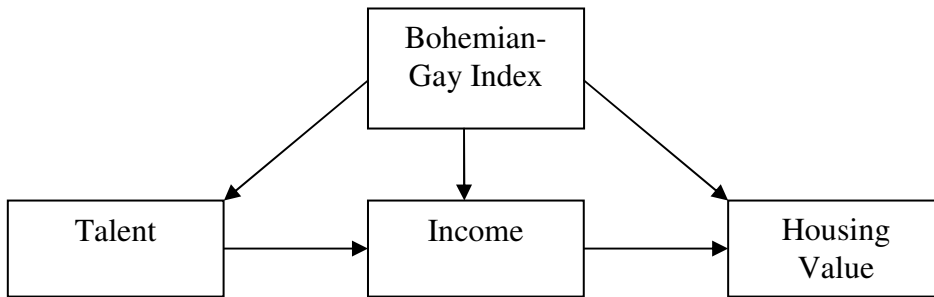 Bohemian-
Gay Index
Talent
Income
Housing
Value